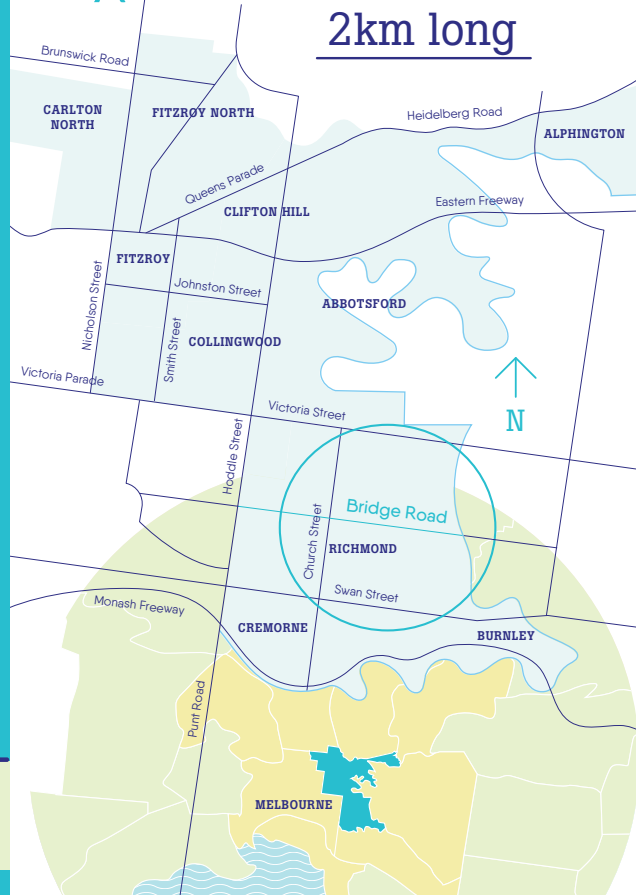 2km long
Brunswick Road
CARLTON
NORTH
FITZROY NORTH
Heidelberg Road
ALPHINGTON
Queens Parade
Eastern Freeway
CLIFTON HILL
FITZROY
Nicholson Street
Johnston Street
ABBOTSFORD
Smith Street
COLLINGWOOD
Victoria Parade
Victoria Street
N
Hoddle Street
Bridge Road
Church Street
RICHMOND
Swan Street
Monash Freeway
CREMORNE
BURNLEY
Punt Road
MELBOURNE